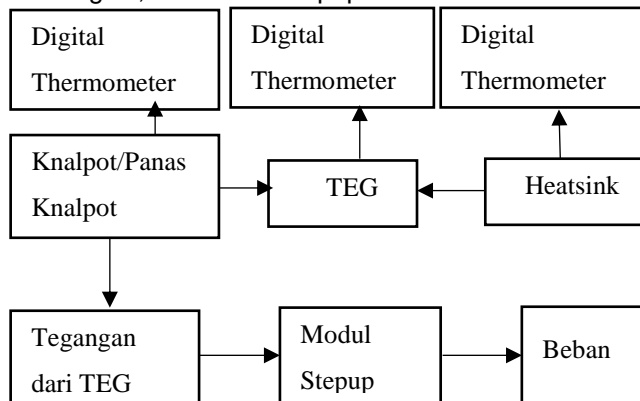 Digital
Thermometer
Digital
Thermometer
Digital
Thermometer
Knalpot/Panas
Knalpot
TEG
Heatsink
Tegangan
dari TEG
Modul
Stepup
Beban